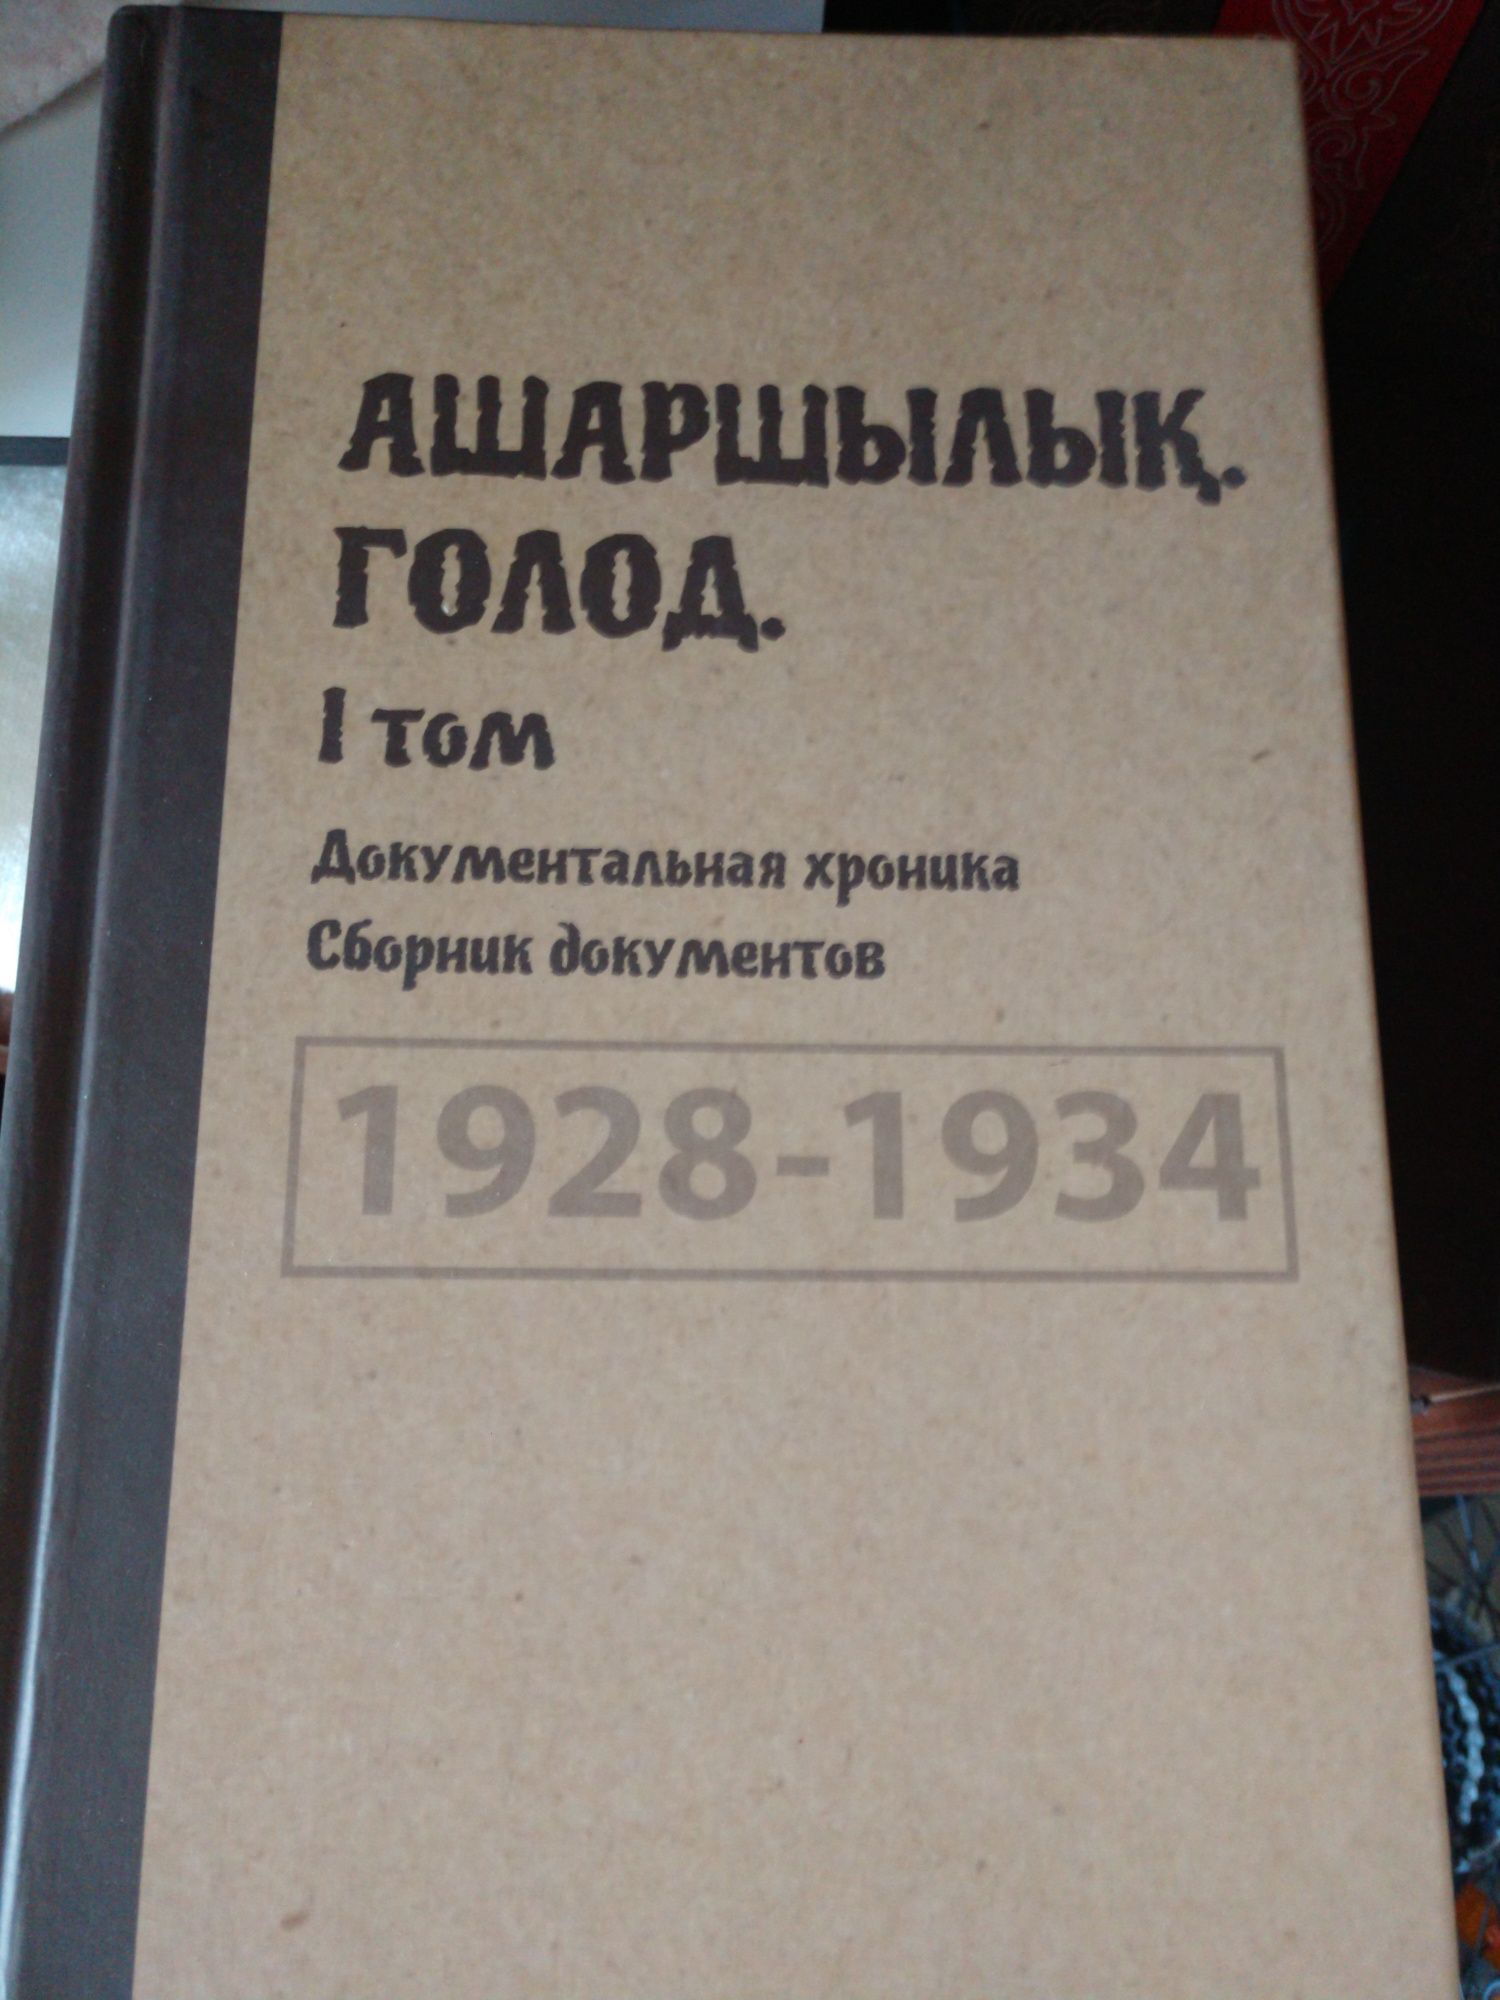 АШАРШЫЛЫҚ.
ГОЛОД.
I том
Документальная хроника
Сборник документов
1928-1934